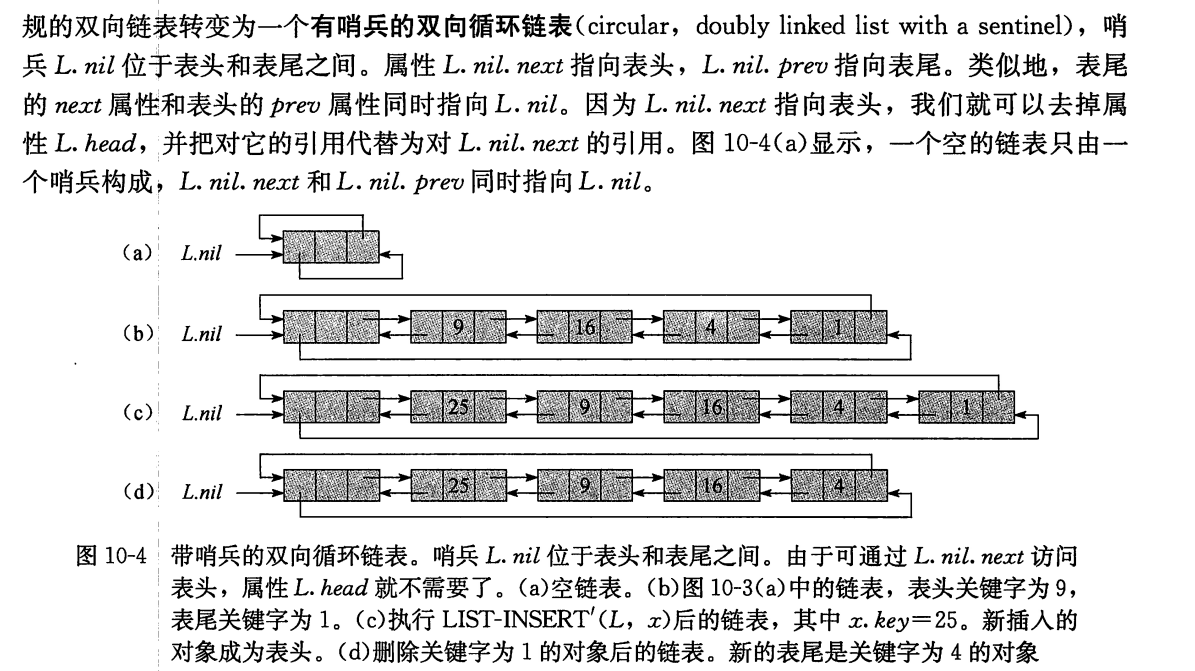 规的双向链表转变为一个有哨兵的双向循环链表(circular, doubly linked list with a sentinel)，哨
兵 L. nil 位于表头和表尾之间。属性 L. nil. next 指向表头，L. nil. prev 指向表尾。类似地，表尾
的 next 属性和表头的 prev 属性同时指向 L. nil。因为 L. nil. next 指向表头，我们就可以去掉属
性 L. head，并把对它的引用代替为对 L. nil. next 的引用。图 10-4(a)显示，一个空的链表只由一
个哨兵构成，L. nil. next 和 L. nil. prev 同时指向 L. nil。
(a) L.nil
(b) L.nil 9 16 4 1
(c) L.nil 25 9 16 4 1
(d) L.nil 25 9 16 4
图 10-4 带哨兵的双向循环链表。哨兵 L. nil 位于表头和表尾之间。由于可通过 L. nil. next 访问
表头，属性 L. head 就不需要了。(a)空链表。(b)图 10-3(a)中的链表，表头关键字为 9，
表尾关键字为 1。(c)执行 LIST-INSERT′(L, x)后的链表，其中 x. key=25。新插入的
对象成为表头。(d)删除关键字为 1 的对象后的链表。新的表尾是关键字为 4 的对象